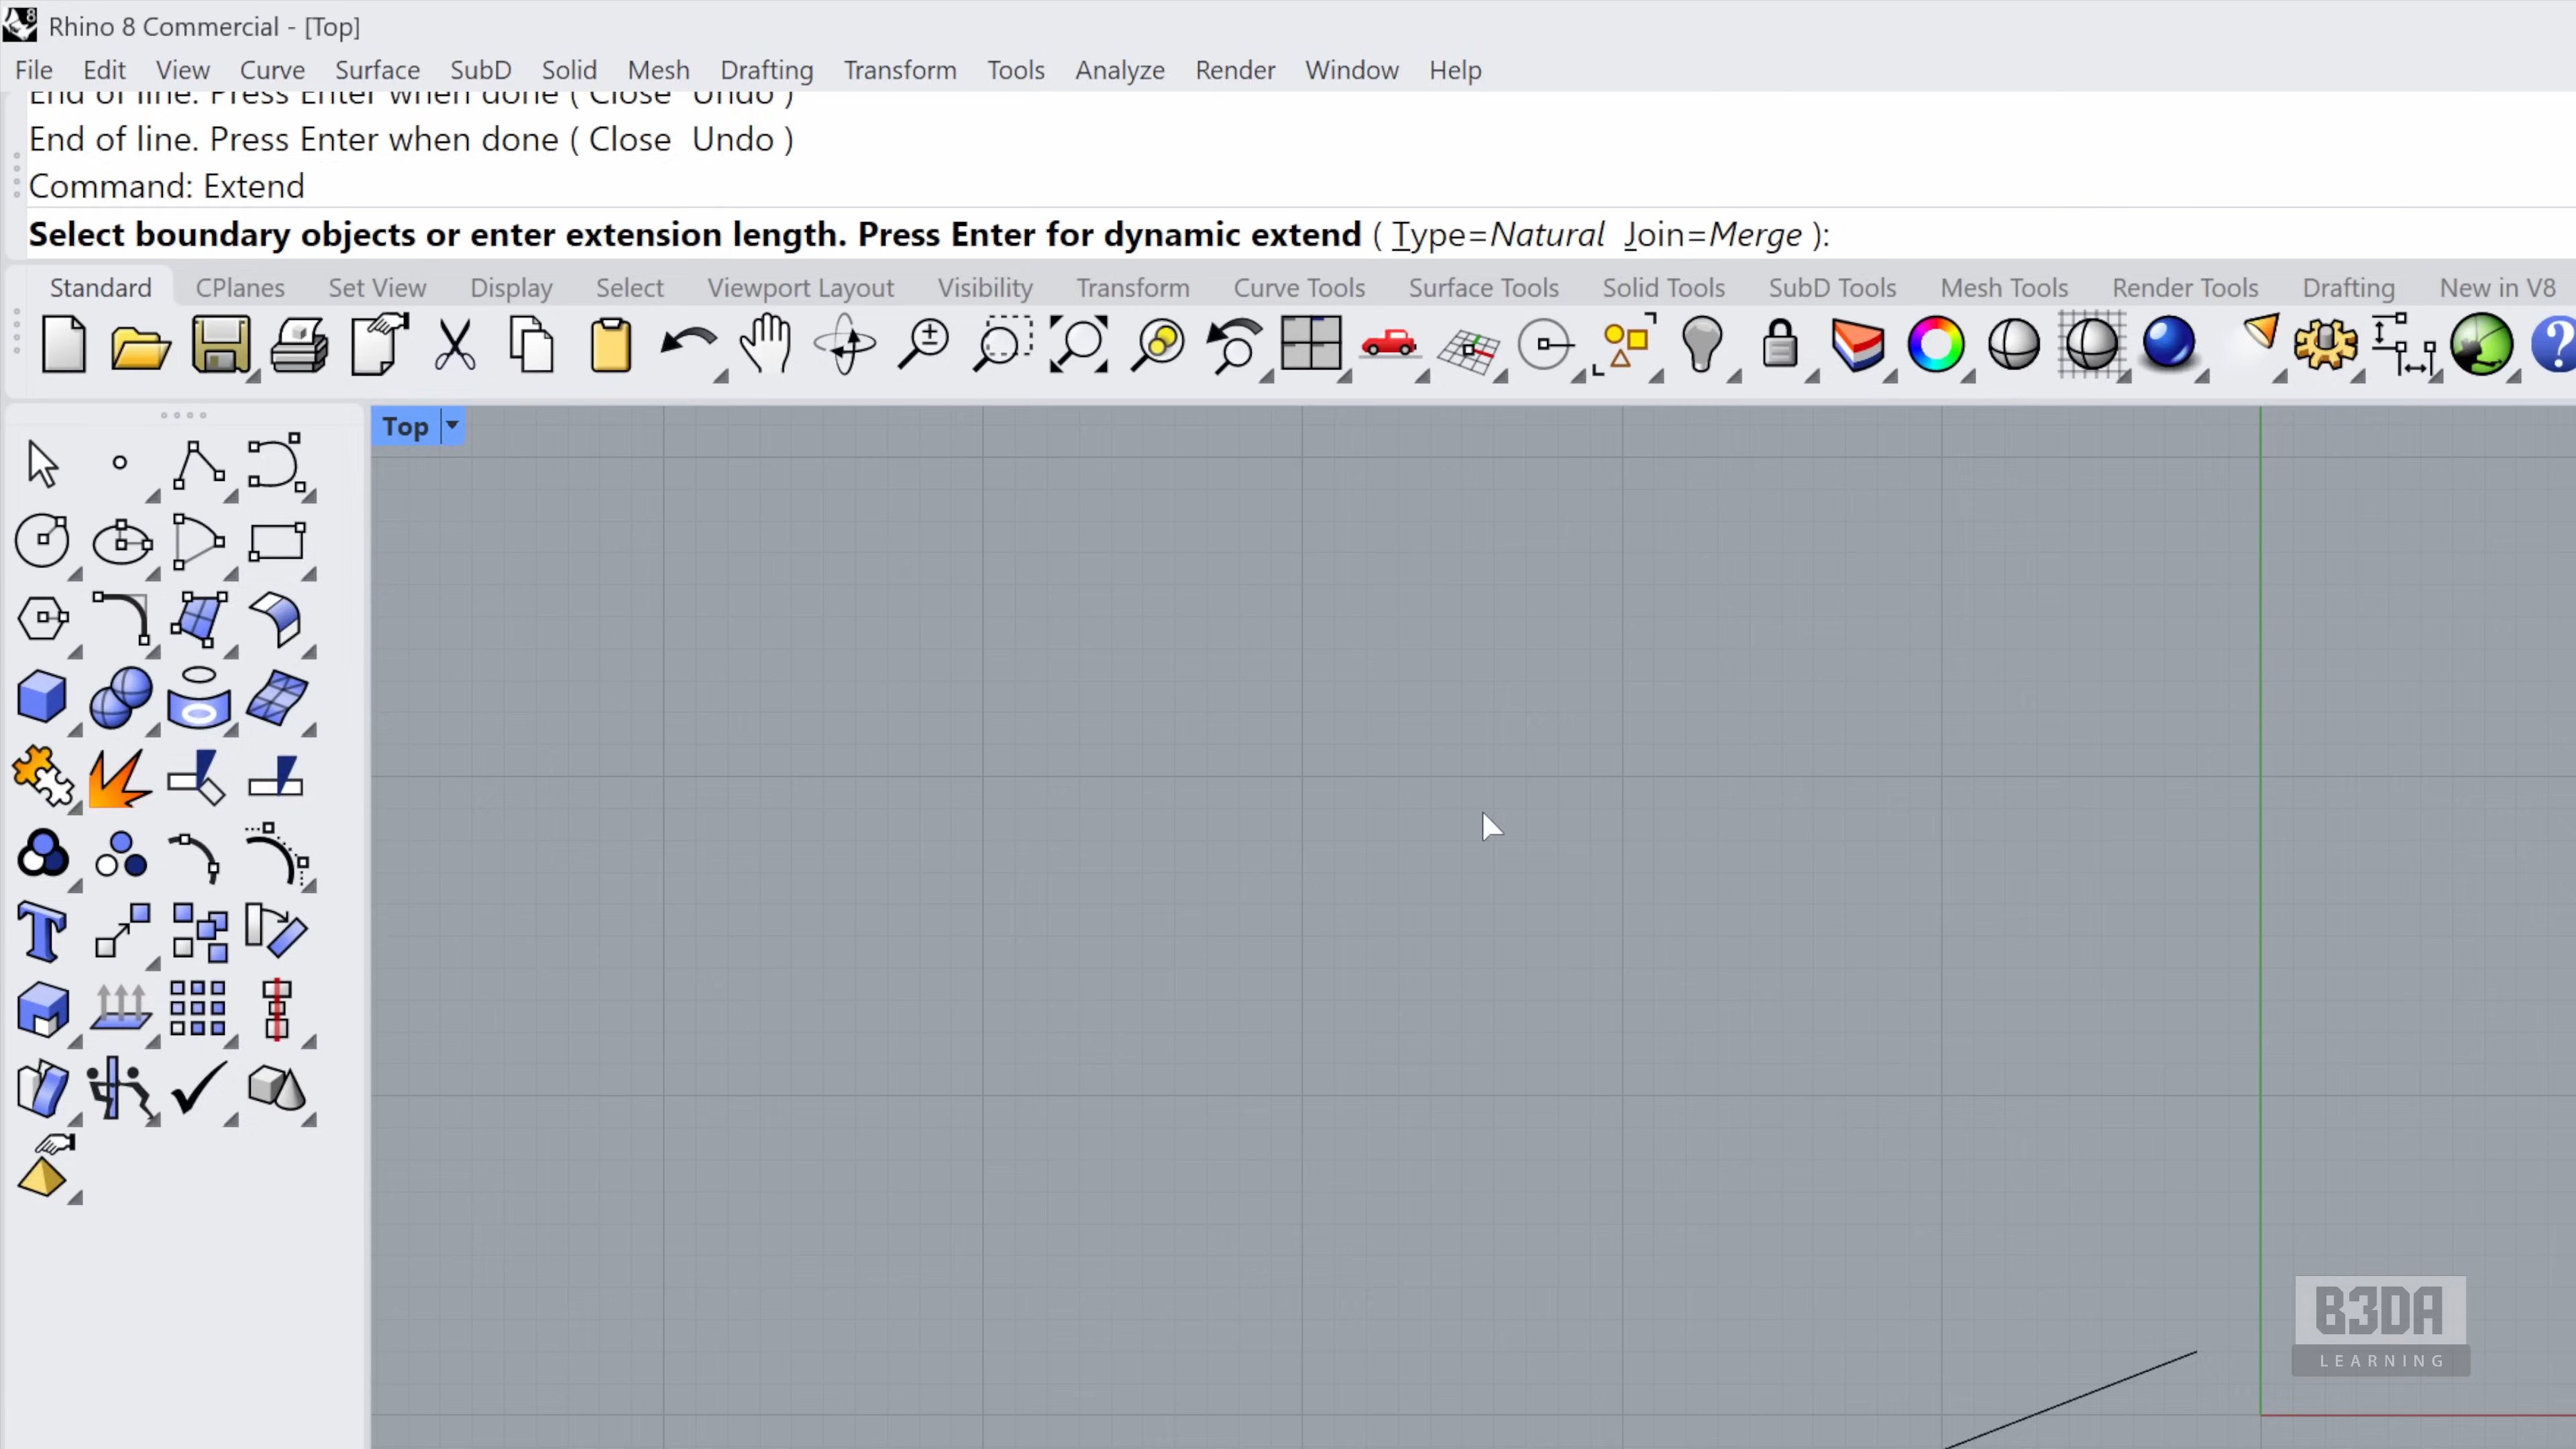 Rhino 8 Commercial - [Top]
File Edit View Curve Surface SubD Solid Mesh Drafting Transform Tools Analyze Render Window Help
End of line. Press Enter when done ( Close Undo )
End of line. Press Enter when done ( Close Undo )
Command: Extend
Select boundary objects or enter extension length. Press Enter for dynamic extend ( Type=Natural Join=Merge ):
Standard CPlanes Set View Display Select Viewport Layout Visibility Transform Curve Tools Surface Tools Solid Tools SubD Tools Mesh Tools Render Tools Drafting New in V8
Top
B3DA
LEARNING